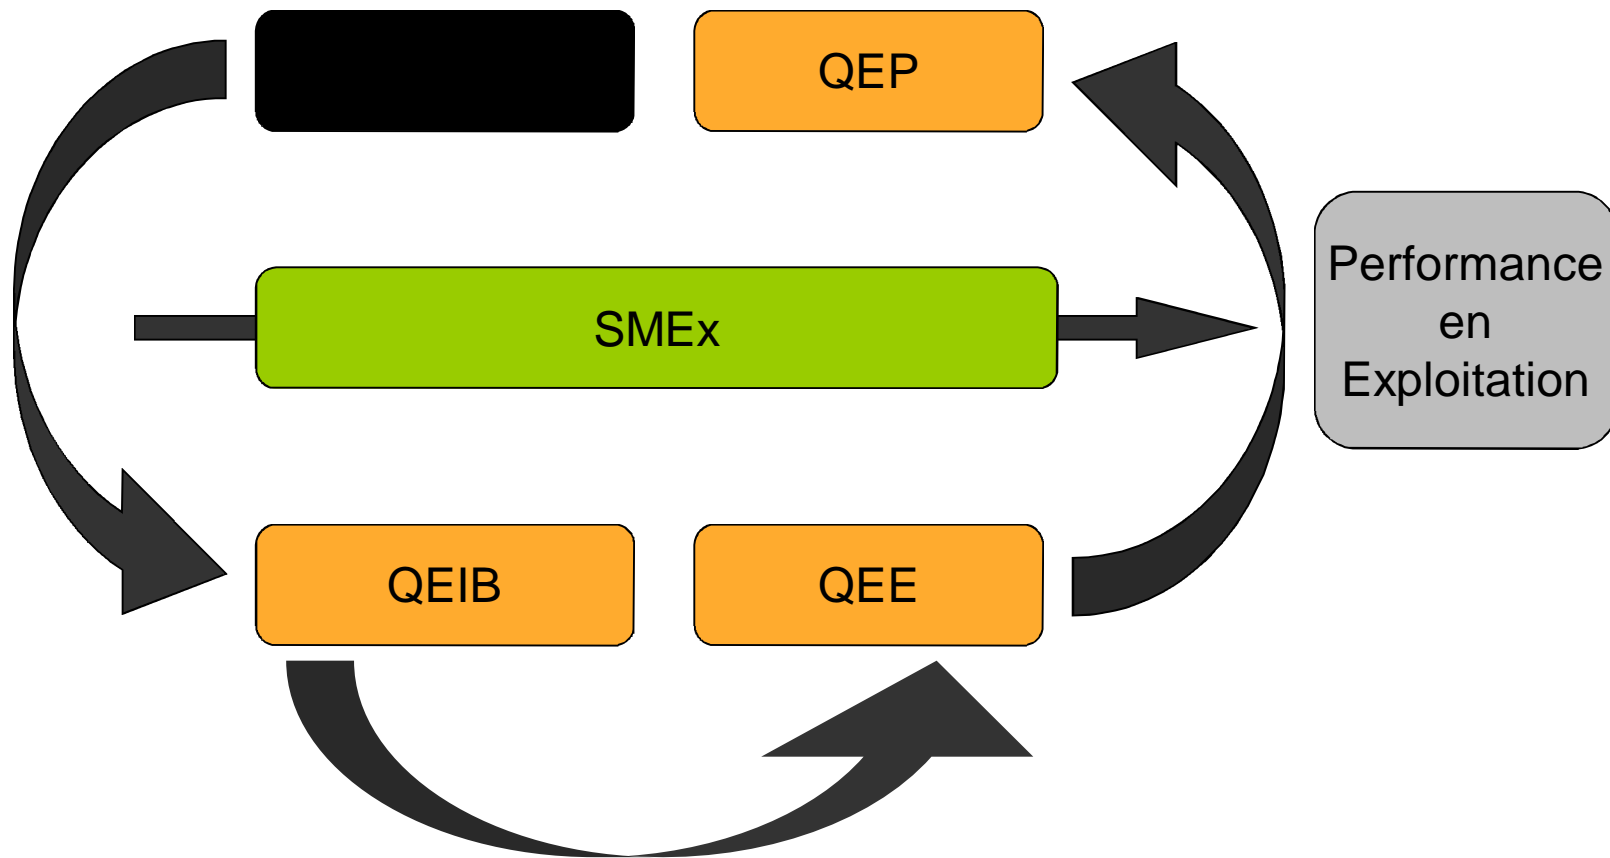 QEP
SMEx
Performance
en
Exploitation
QEIB
QEE